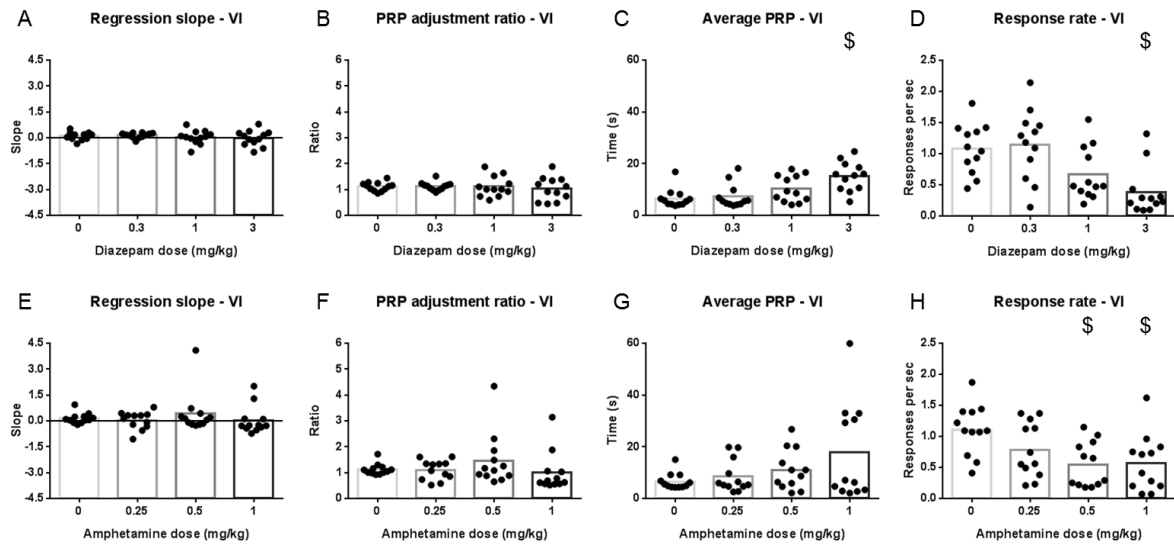 A Regression slope - VI
B PRP adjustment ratio - VI
C Average PRP - VI
D Response rate - VI
$ $
4.5 3.0 1.5 0.0 -1.5 -3.0 -4.5
Slope
0 0.3 1 3
Diazepam dose (mg/kg)
6 5 4 3 2 1 0
Ratio
0 0.3 1 3
Diazepam dose (mg/kg)
60 40 20 0
Time (s)
0 0.3 1 3
Diazepam dose (mg/kg)
2.5 2.0 1.5 1.0 0.5 0.0
Responses per sec
0 0.3 1 3
Diazepam dose (mg/kg)
E Regression slope - VI
F PRP adjustment ratio - VI
G Average PRP - VI
H Response rate - VI
$ $
4.5 3.0 1.5 0.0 -1.5 -3.0 -4.5
Slope
0 0.25 0.5 1
Amphetamine dose (mg/kg)
6 5 4 3 2 1 0
Ratio
0 0.25 0.5 1
Amphetamine dose (mg/kg)
60 40 20 0
Time (s)
0 0.25 0.5 1
Amphetamine dose (mg/kg)
2.5 2.0 1.5 1.0 0.5 0.0
Responses per sec
0 0.25 0.5 1
Amphetamine dose (mg/kg)